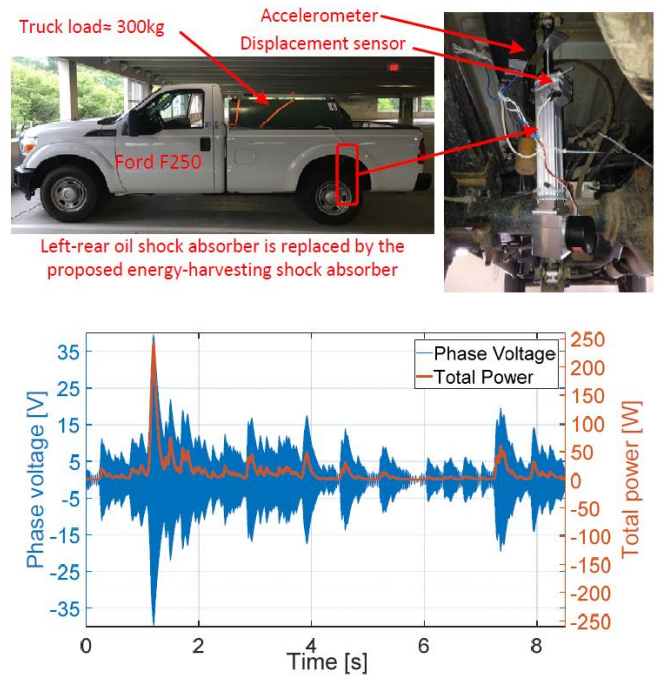 Truck load≈ 300kg
Accelerometer
Displacement sensor
Ford F250
Left-rear oil shock absorber is replaced by the
proposed energy-harvesting shock absorber
Phase Voltage
Total Power
Phase voltage [V]
35
25
15
5
-5
-15
-25
-35
Total power [W]
250
200
150
100
50
0
-50
-100
-150
-200
-250
0
2
4
6
8
Time [s]